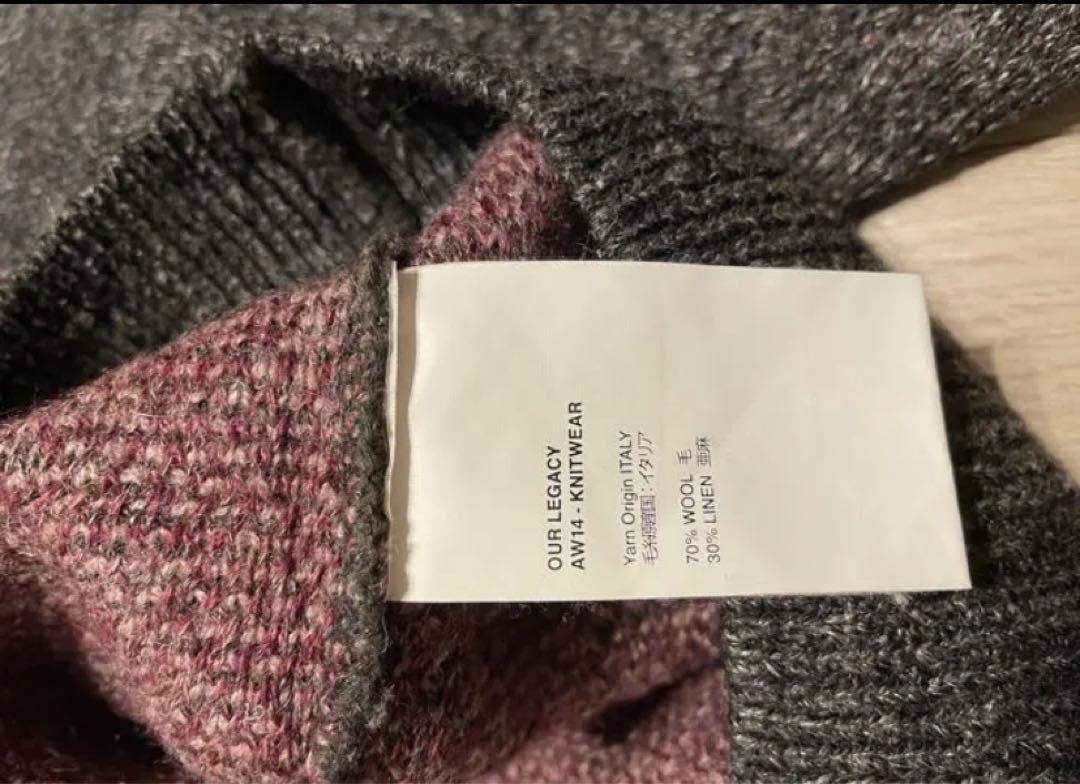 OUR LEGACY
AW14 - KNITWEAR
Yarn Origin ITALY
毛糸原産国：イタリア
70% WOOL 毛
30% LINEN 亜麻